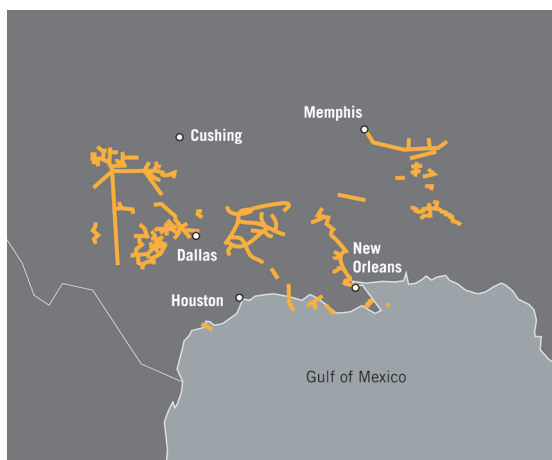 Memphis
Cushing
New
Orleans
Dallas
Houston
Gulf of Mexico